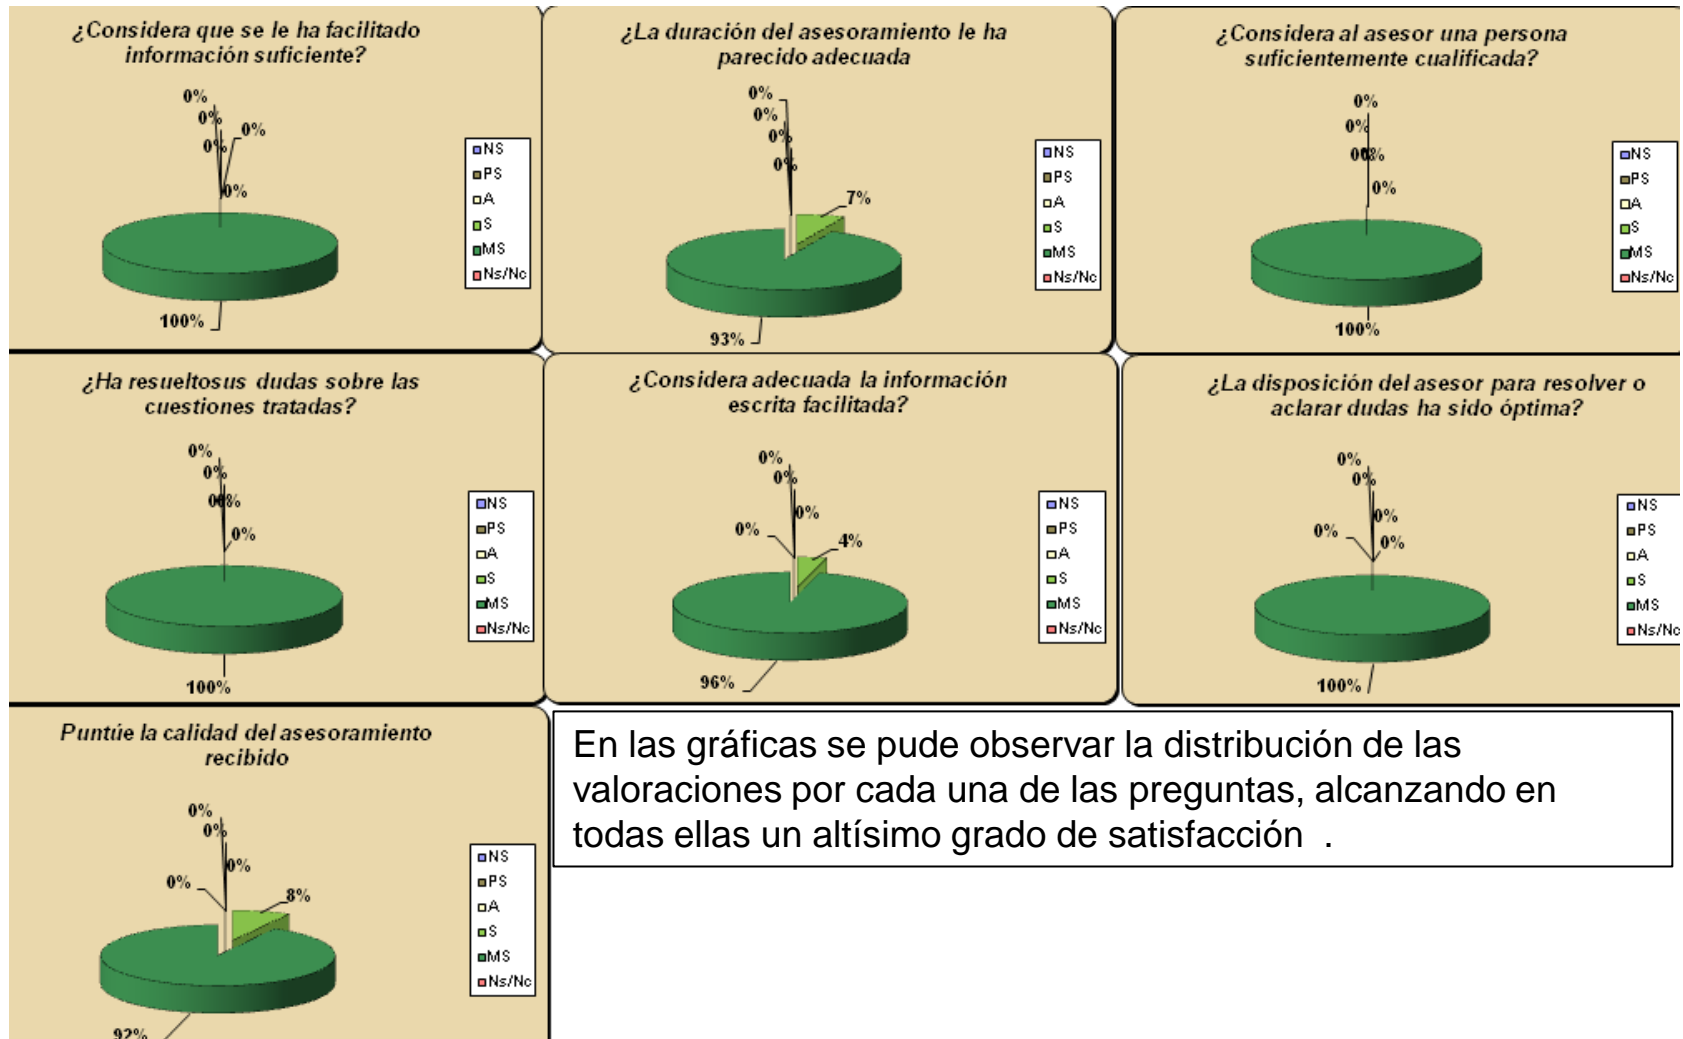 ¿Considera que se le ha facilitado
información suficiente?
0%
0%
0%
0%
0%
100%
NS
PS
A
S
MS
Ns/Nc
¿La duración del asesoramiento le ha
parecido adecuada
0%
0%
0%
0%
7%
93%
NS
PS
A
S
MS
Ns/Nc
¿Considera al asesor una persona
suficientemente cualificada?
0%
0%
0%
100%
NS
PS
A
S
MS
Ns/Nc
¿Ha resueltosus dudas sobre las
cuestiones tratadas?
0%
0%
0%
100%
NS
PS
A
S
MS
Ns/Nc
¿Considera adecuada la información
escrita facilitada?
0%
0%
0%
0%
4%
96%
NS
PS
A
S
MS
Ns/Nc
¿La disposición del asesor para resolver o
aclarar dudas ha sido óptima?
0%
0%
0%
0%
0%
100%
NS
PS
A
S
MS
Ns/Nc
Puntúe la calidad del asesoramiento
recibido
0%
0%
0%
0%
8%
92%
NS
PS
A
S
MS
Ns/Nc
En las gráficas se pude observar la distribución de las
valoraciones por cada una de las preguntas, alcanzando en
todas ellas un altísimo grado de satisfacción .